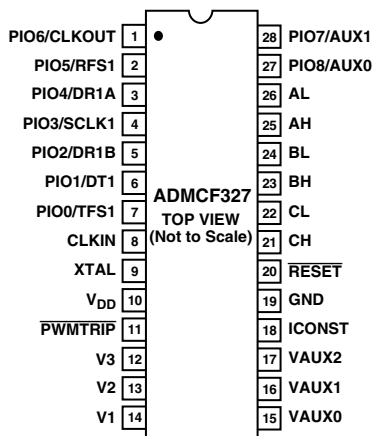 PIO6/CLKOUT 1 28 PIO7/AUX1
PIO5/RFS1 2 27 PIO8/AUX0
PIO4/DR1A 3 26 AL
PIO3/SCLK1 4 25 AH
PIO2/DR1B 5 24 BL
PIO1/DT1 6 23 BH
ADMCF327
PIO0/TFS1 7 TOP VIEW 22 CL
CLKIN 8 (Not to Scale) 21 CH
XTAL 9 20 RESET
VDD 10 19 GND
PWMTRIP 11 18 ICONST
V3 12 17 VAUX2
V2 13 16 VAUX1
V1 14 15 VAUX0